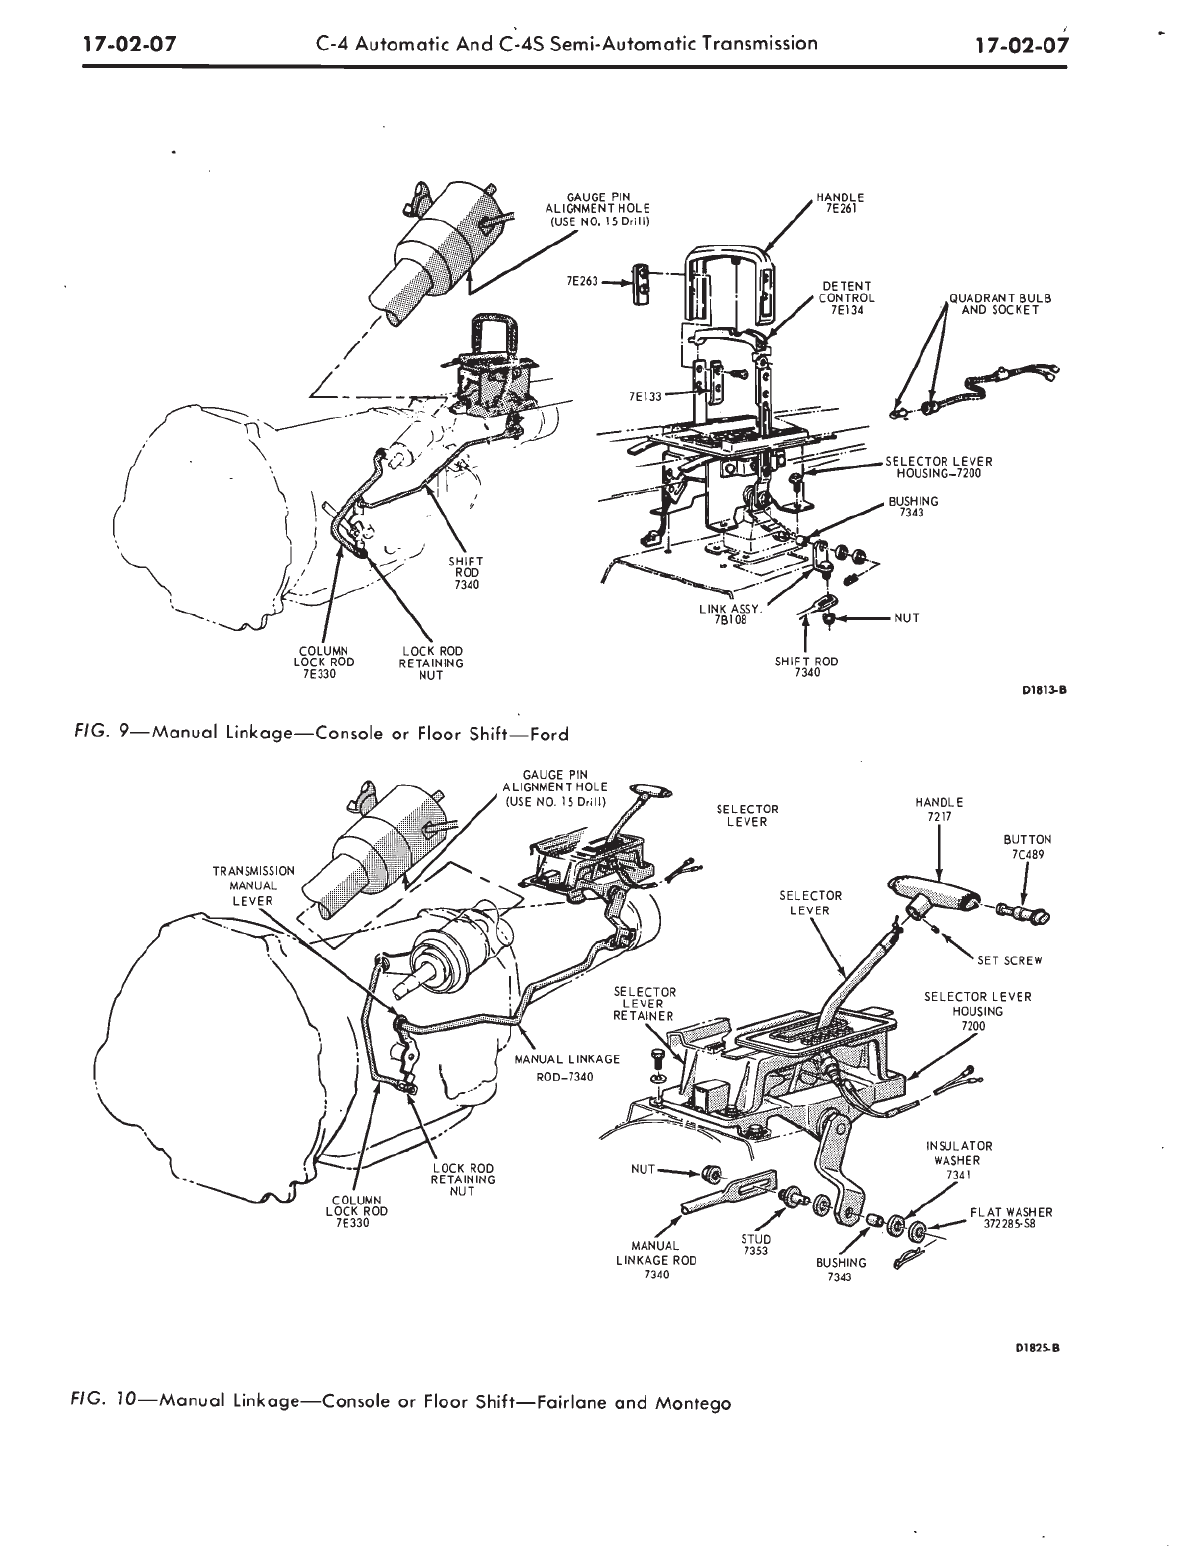 17-02-07 C-4 Automatic And C-4S Semi-Automatic Transmission 17-02-07
GAUGE PIN
ALIGNMENT HOLE
(USE NO. 15 Drill)
HANDLE
7E261
7E263
DETENT
CONTROL
7E134
QUADRANT BULB
AND SOCKET
7E133
SELECTOR LEVER
HOUSING-7200
BUSHING
7343
SHIFT
ROD
7340
LINK ASSY.
7B108
NUT
COLUMN
LOCK ROD
7E330
LOCK ROD
RETAINING
NUT
SHIFT ROD
7340
D1813-B
FIG. 9—Manual Linkage—Console or Floor Shift—Ford
GAUGE PIN
ALIGNMENT HOLE
(USE NO. 15 Drill)
SELECTOR
LEVER
HANDLE
7217
BUTTON
7C489
TRANSMISSION
MANUAL
LEVER
SELECTOR
LEVER
SET SCREW
SELECTOR
LEVER
RETAINER
SELECTOR LEVER
HOUSING
7200
MANUAL LINKAGE
ROD-7340
LOCK ROD
RETAINING
NUT
COLUMN
LOCK ROD
7E330
NUT
INSULATOR
WASHER
7341
FLAT WASHER
372285-S8
MANUAL
LINKAGE ROD
7340
STUD
7353
BUSHING
7343
D1825-B
FIG. 10—Manual Linkage—Console or Floor Shift—Fairlane and Montego